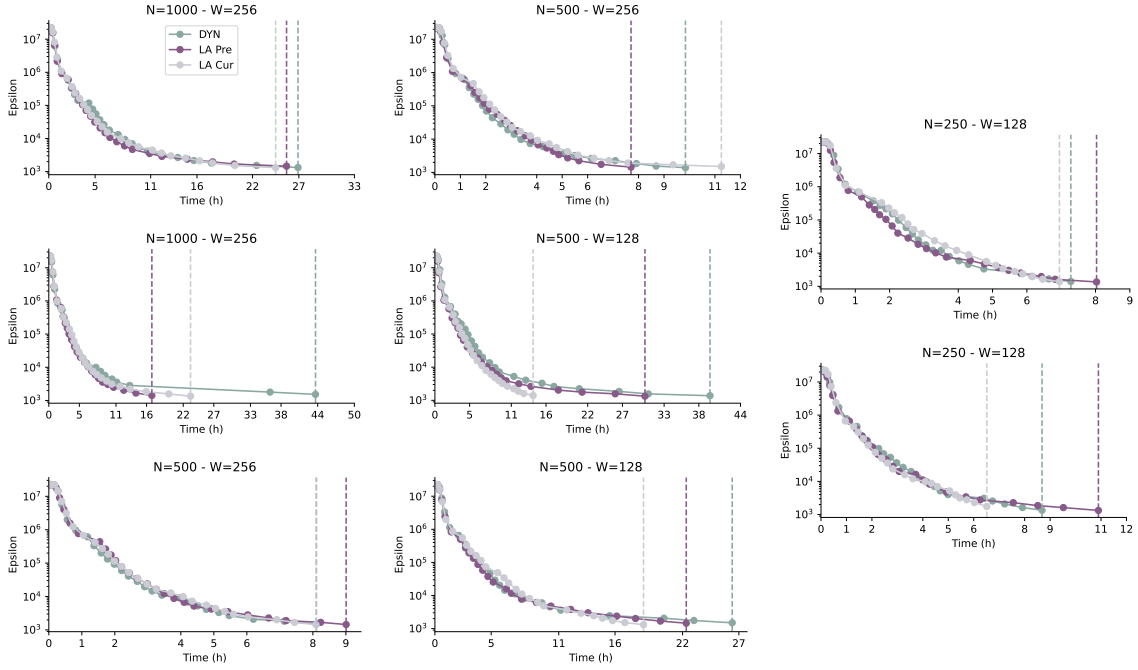 N=1000 - W=256
Epsilon
10^7
10^6
10^5
10^4
10^3
DYN
LA Pre
LA Cur
0 5 11 16 22 27 33
Time (h)
N=500 - W=256
Epsilon
10^7
10^6
10^5
10^4
10^3
0 1 2 4 5 6 8 9 11 12
Time (h)
N=250 - W=128
Epsilon
10^7
10^6
10^5
10^4
10^3
0 1 2 4 5 6 8 9
Time (h)
N=1000 - W=256
Epsilon
10^7
10^6
10^5
10^4
10^3
0 5 11 16 22 27 33 38 44 50
Time (h)
N=500 - W=128
Epsilon
10^7
10^6
10^5
10^4
10^3
0 5 11 16 22 27 33 38 44
Time (h)
N=250 - W=128
Epsilon
10^7
10^6
10^5
10^4
10^3
0 1 2 4 5 6 8 9 11 12
Time (h)
N=500 - W=256
Epsilon
10^7
10^6
10^5
10^4
10^3
0 1 2 4 5 6 8 9
Time (h)
N=500 - W=128
Epsilon
10^7
10^6
10^5
10^4
10^3
0 5 11 16 22 27
Time (h)